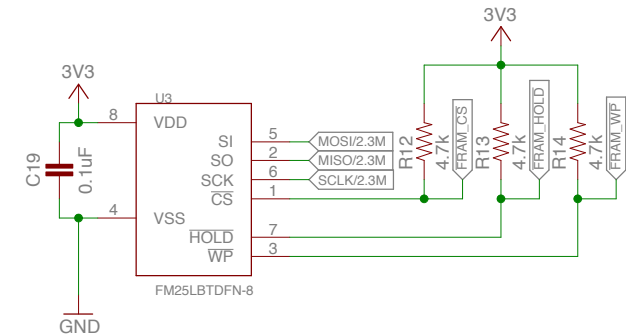 3V3
3V3
U3
8
VDD
C19
0.1uF
SI
5
MOSI/2.3M
SO
2
MISO/2.3M
SCK
6
SCLK/2.3M
CS
1
R12
4.7k
FRAM_CS
R13
4.7k
FRAM_HOLD
R14
4.7k
FRAM_WP
4
VSS
HOLD
7
WP
3
FM25LBTDFN-8
GND